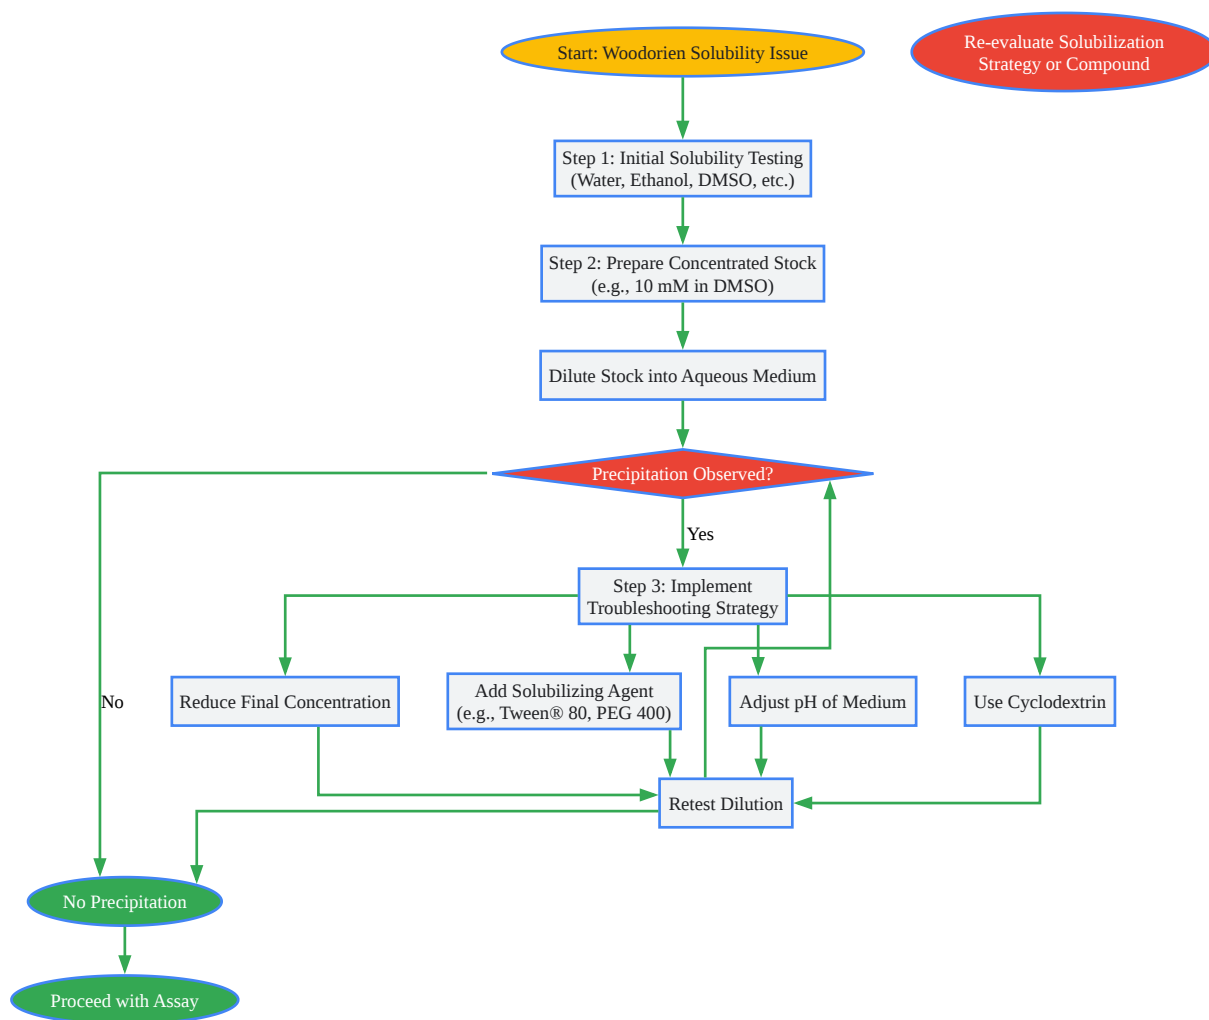 Start: Woodorien Solubility Issue
Re-evaluate Solubilization
Strategy or Compound
Step 1: Initial Solubility Testing
(Water, Ethanol, DMSO, etc.)
Step 2: Prepare Concentrated Stock
(e.g., 10 mM in DMSO)
Dilute Stock into Aqueous Medium
Precipitation Observed?
Yes
Step 3: Implement
Troubleshooting Strategy
No
Reduce Final Concentration
Add Solubilizing Agent
(e.g., Tween® 80, PEG 400)
Adjust pH of Medium
Use Cyclodextrin
Retest Dilution
No Precipitation
Proceed with Assay